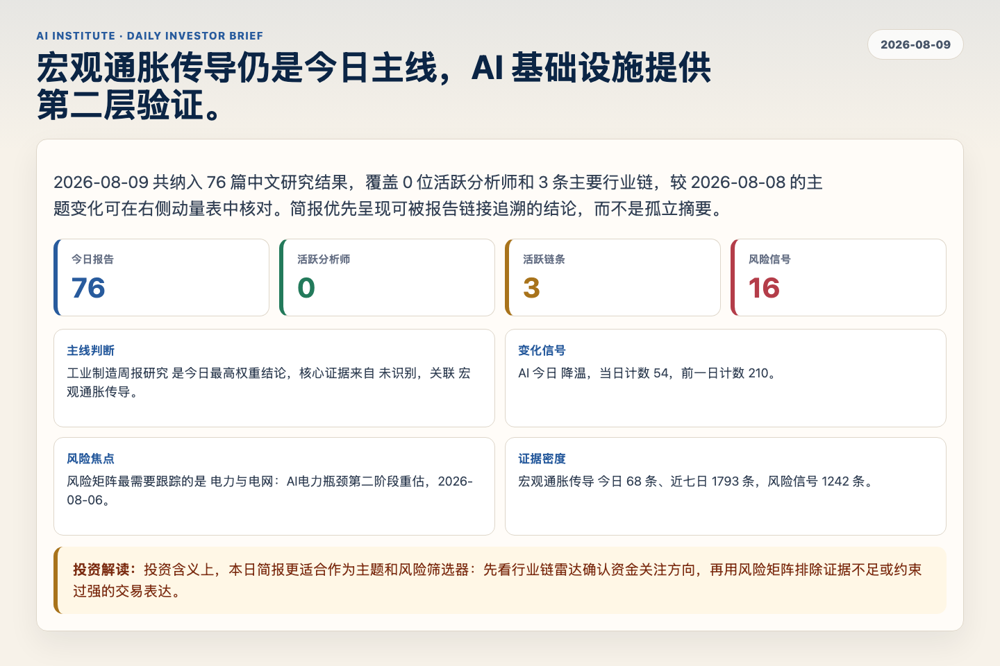 AI INSTITUTE · DAILY INVESTOR BRIEF
2026-08-09
宏观通胀传导仍是今日主线，AI 基础设施提供
第二层验证。
2026-08-09 共纳入 76 篇中文研究结果，覆盖 0 位活跃分析师和 3 条主要行业链，较 2026-08-08 的主
题变化可在右侧动量表中核对。简报优先呈现可被报告链接追溯的结论，而不是孤立摘要。
今日报告
76
活跃分析师
0
活跃链条
3
风险信号
16
主线判断
工业制造周报研究 是今日最高权重结论，核心证据来自 未识别，关联 宏
观通胀传导。
变化信号
AI 今日 降温，当日计数 54，前一日计数 210。
风险焦点
风险矩阵最需要跟踪的是 电力与电网：AI电力瓶颈第二阶段重估，2026-
08-06。
证据密度
宏观通胀传导 今日 68 条、近七日 1793 条，风险信号 1242 条。
投资解读：投资含义上，本日简报更适合作为主题和风险筛选器：先看行业链雷达确认资金关注方向，再用风险矩阵排除证据不足或约束
过强的交易表达。